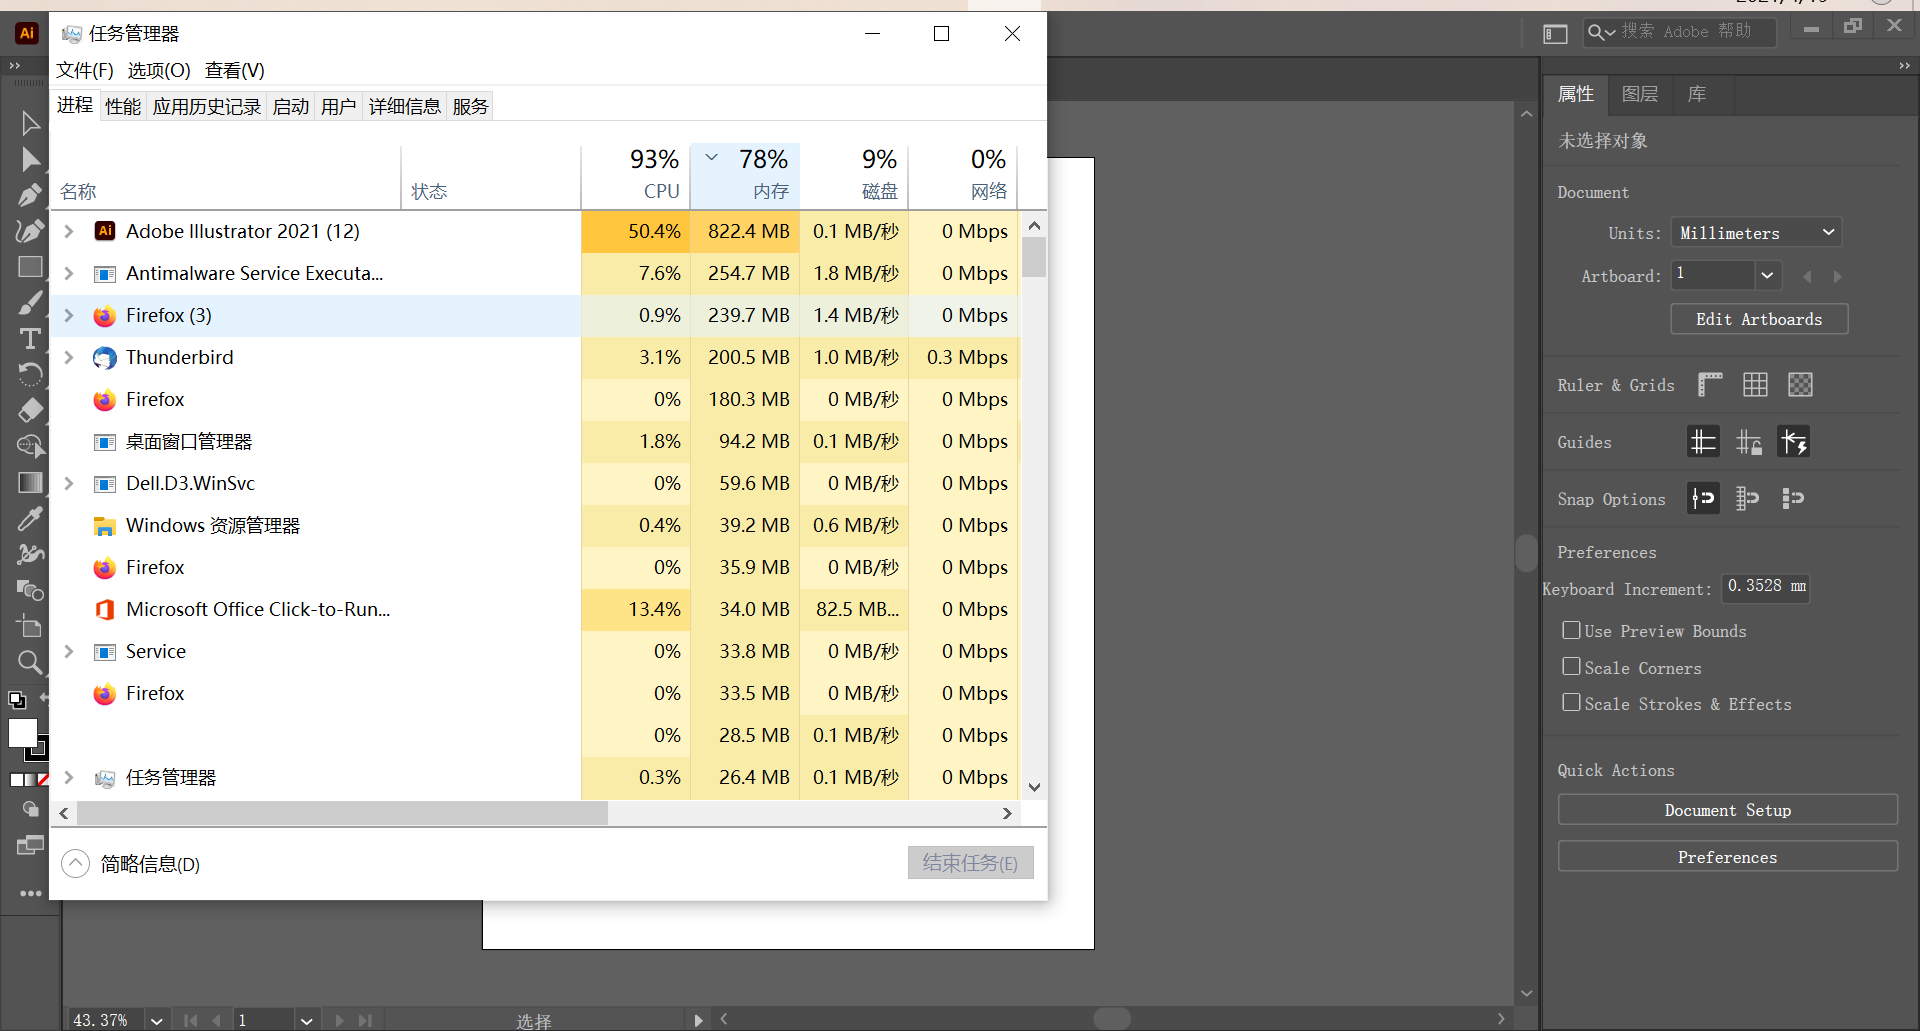 任务管理器
文件(F) 选项(O) 查看(V)
进程 性能 应用历史记录 启动 用户 详细信息 服务
93% 78% 9% 0%
名称 状态 CPU 内存 磁盘 网络
Ai Adobe Illustrator 2021 (12) 50.4% 822.4 MB 0.1 MB/秒 0 Mbps
Antimalware Service Executa... 7.6% 254.7 MB 1.8 MB/秒 0 Mbps
Firefox (3) 0.9% 239.7 MB 1.4 MB/秒 0 Mbps
Thunderbird 3.1% 200.5 MB 1.0 MB/秒 0.3 Mbps
Firefox 0% 180.3 MB 0 MB/秒 0 Mbps
桌面窗口管理器 1.8% 94.2 MB 0.1 MB/秒 0 Mbps
Dell.D3.WinSvc 0% 59.6 MB 0 MB/秒 0 Mbps
Windows 资源管理器 0.4% 39.2 MB 0.6 MB/秒 0 Mbps
Firefox 0% 35.9 MB 0 MB/秒 0 Mbps
Microsoft Office Click-to-Run... 13.4% 34.0 MB 82.5 MB... 0 Mbps
Service 0% 33.8 MB 0 MB/秒 0 Mbps
Firefox 0% 33.5 MB 0 MB/秒 0 Mbps
0% 28.5 MB 0.1 MB/秒 0 Mbps
任务管理器 0.3% 26.4 MB 0.1 MB/秒 0 Mbps
简略信息(D) 结束任务(E)
Ai
搜索 Adobe 帮助
属性 图层 库
未选择对象
Document
Units: Millimeters
Artboard: 1
Edit Artboards
Ruler & Grids
Guides
Snap Options
Preferences
Keyboard Increment: 0.3528 mm
Use Preview Bounds
Scale Corners
Scale Strokes & Effects
Quick Actions
Document Setup
Preferences
43.37% 1 选择